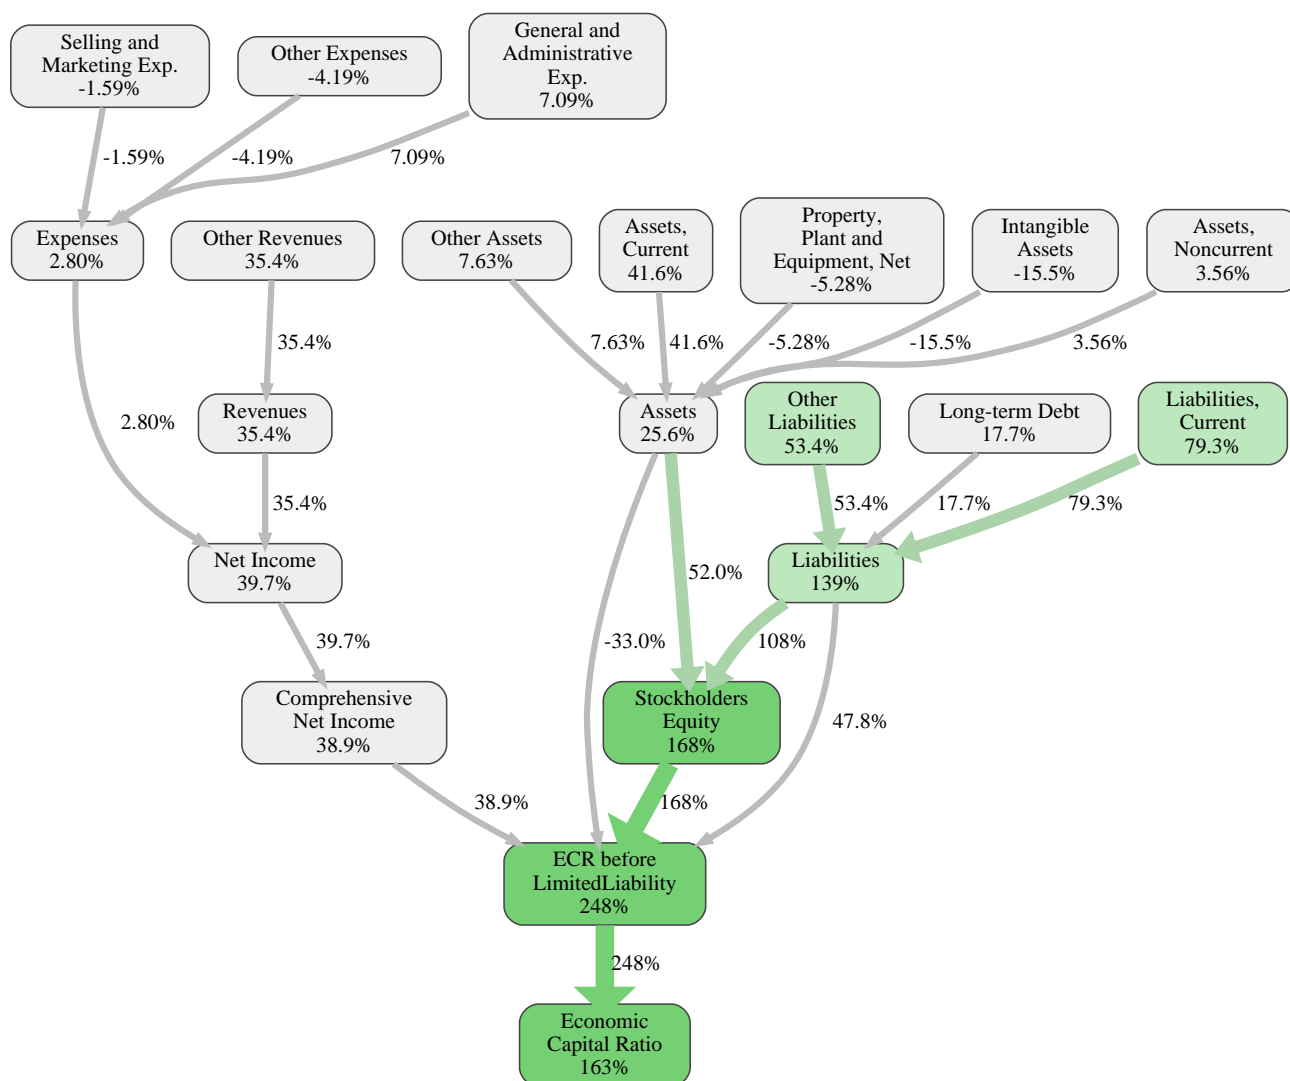 Selling and
Marketing Exp.
-1.59%
Other Expenses
-4.19%
General and
Administrative
Exp.
7.09%
-1.59%
-4.19%
7.09%
Expenses
2.80%
Other Revenues
35.4%
Other Assets
7.63%
Assets,
Current
41.6%
Property,
Plant and
Equipment, Net
-5.28%
Intangible
Assets
-15.5%
Assets,
Noncurrent
3.56%
35.4%
7.63%
41.6%
-5.28%
-15.5%
3.56%
2.80%
Revenues
35.4%
Assets
25.6%
Other
Liabilities
53.4%
Long-term Debt
17.7%
Liabilities,
Current
79.3%
35.4%
53.4%
17.7%
79.3%
Net Income
39.7%
52.0%
Liabilities
139%
39.7%
-33.0%
108%
Comprehensive
Net Income
38.9%
Stockholders
Equity
168%
47.8%
38.9%
168%
ECR before
LimitedLiability
248%
248%
Economic
Capital Ratio
163%